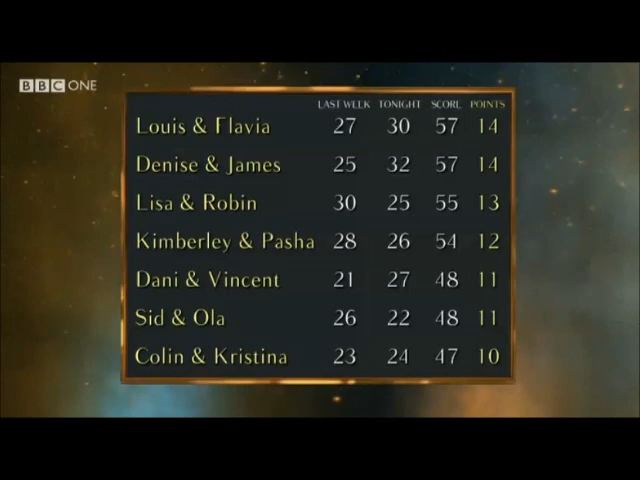 BBC ONE
LAST WEEK TONIGHT SCORE POINTS
Louis & Flavia 27 30 57 14
Denise & James 25 32 57 14
Lisa & Robin 30 25 55 13
Kimberley & Pasha 28 26 54 12
Dani & Vincent 21 27 48 11
Sid & Ola 26 22 48 11
Colin & Kristina 23 24 47 10